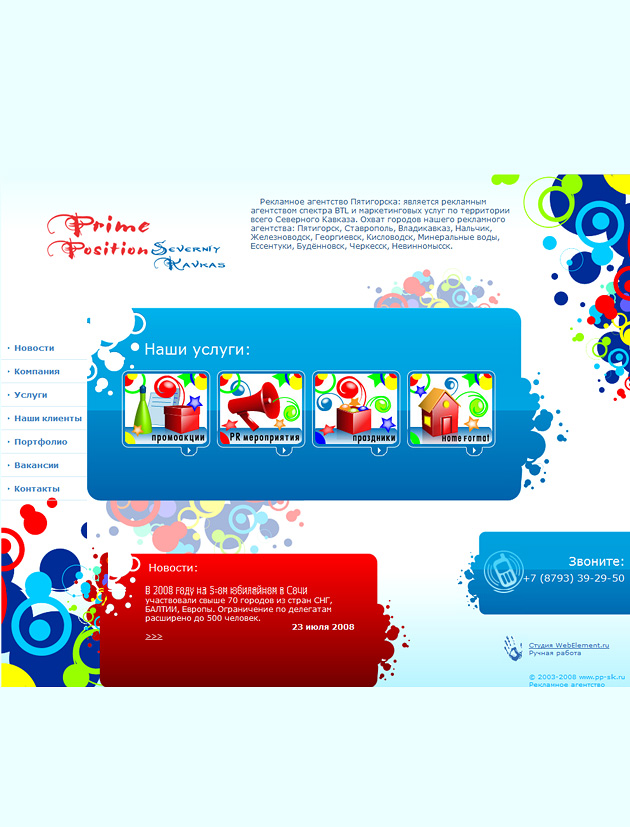 Prime
Position Severniy
Kavkas
Рекламное агентство Пятигорска: является рекламным
агентством спектра BTL и маркетинговых услуг по территории
всего Северного Кавказа. Охват городов нашего рекламного
агентства: Пятигорск, Ставрополь, Владикавказ, Нальчик,
Железноводск, Георгиевск, Кисловодск, Минеральные воды,
Ессентуки, Будённовск, Черкесск, Невинномысск.
· Новости
· Компания
· Услуги
· Наши клиенты
· Портфолио
· Вакансии
· Контакты
Наши услуги:
промоакции
PR мероприятия
праздники
Home Format
Новости:
В 2008 году на 5-ом юбилейном в Сочи
участвовали свыше 70 городов из стран СНГ,
БАЛТИИ, Европы. Ограничение по делегатам
расширено до 500 человек.
23 июля 2008
>>>
Звоните:
+7 (8793) 39-29-50
Студия WebElement.ru
Ручная работа
© 2003-2008 www.pp-slc.ru
Рекламное агентство